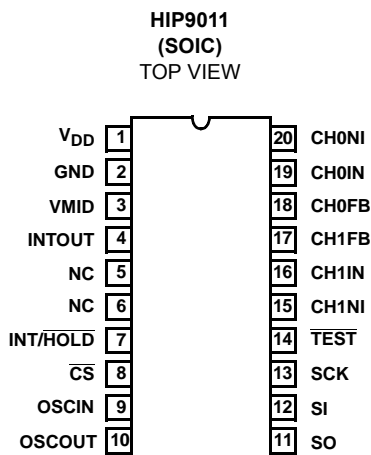 HIP9011
(SOIC)
TOP VIEW
VDD 1
GND 2
VMID 3
INTOUT 4
NC 5
NC 6
INT/HOLD 7
CS 8
OSCIN 9
OSCOUT 10
20 CH0NI
19 CH0IN
18 CH0FB
17 CH1FB
16 CH1IN
15 CH1NI
14 TEST
13 SCK
12 SI
11 SO